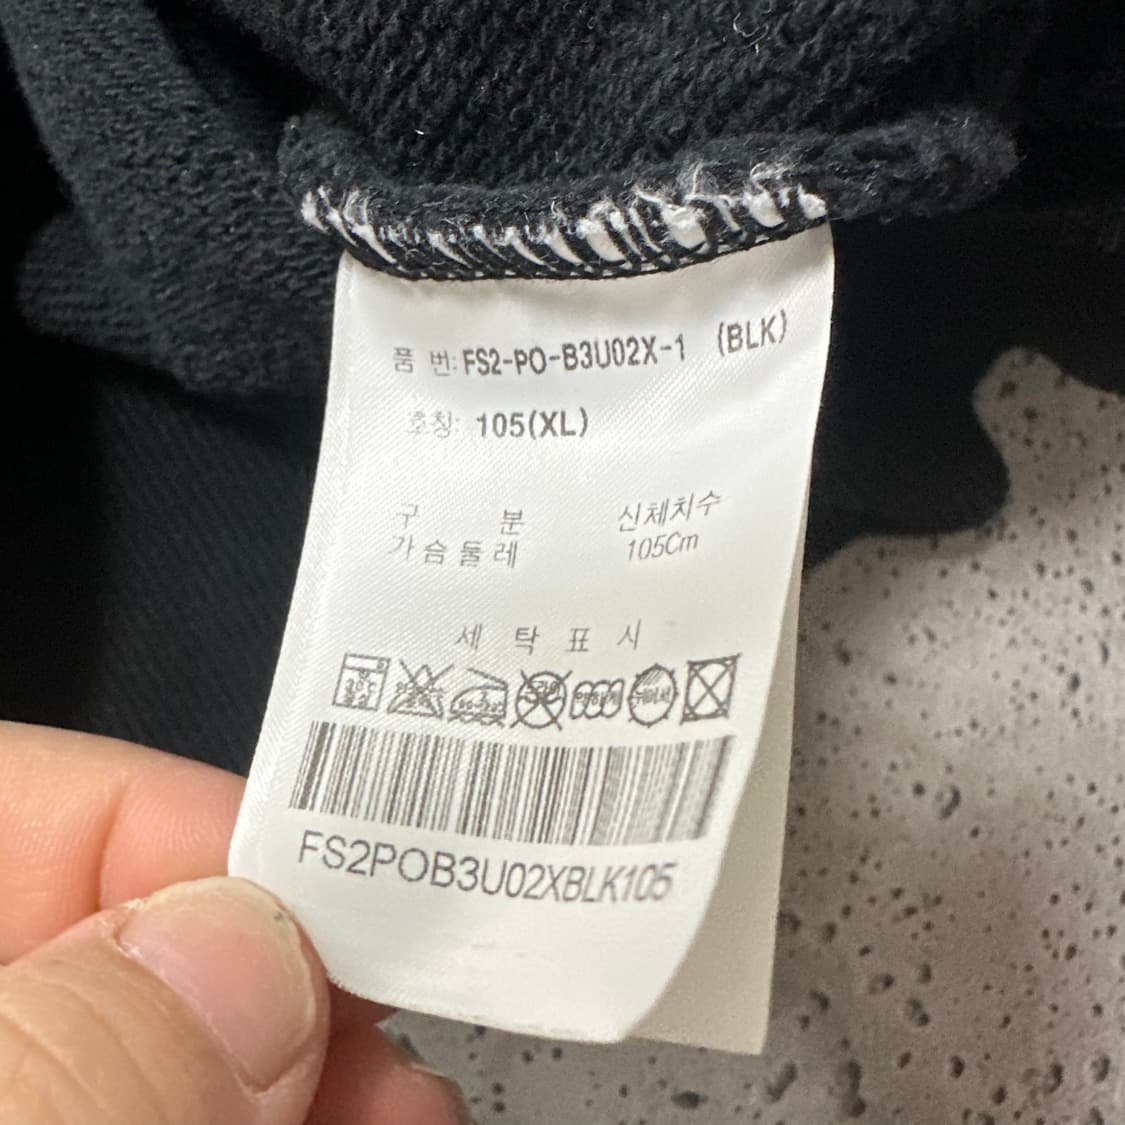 품 번: FS2-PO-B3U02X-1 (BLK)
호칭: 105(XL)
구 분 신체치수
가슴둘레 105Cm
세 탁 표 시
FS2POB3U02XBLK105